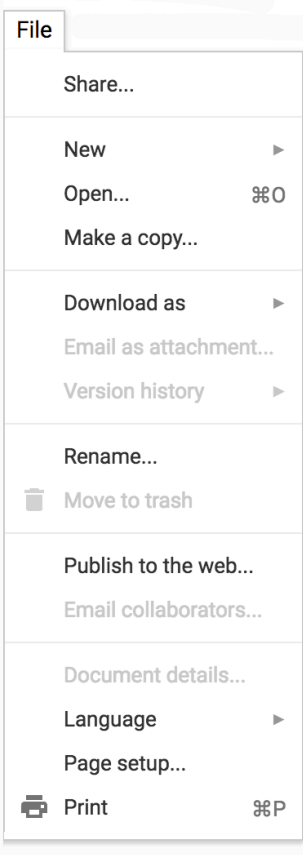 File
Share...
New ►
Open... ⌘O
Make a copy...
Download as ►
Email as attachment...
Version history ►
Rename...
Move to trash
Publish to the web...
Email collaborators...
Document details...
Language ►
Page setup...
Print ⌘P